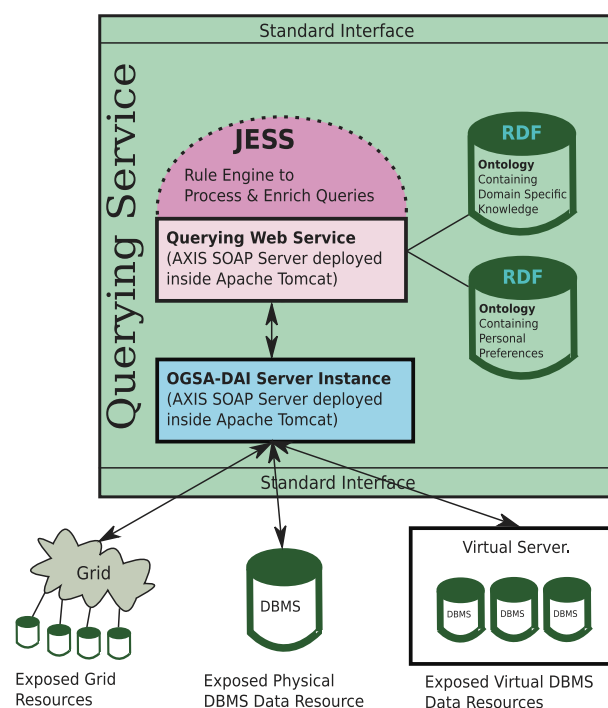 Standard Interface
Querying Service
JESS
Rule Engine to
Process & Enrich Queries
Querying Web Service
(AXIS SOAP Server deployed
inside Apache Tomcat)
RDF
Ontology
Containing
Domain Specific
Knowledge
RDF
Ontology
Containing
Personal
Preferences
OGSA-DAI Server Instance
(AXIS SOAP Server deployed
inside Apache Tomcat)
Standard Interface
Grid
DBMS
Virtual Server.
DBMS
DBMS
DBMS
Exposed Grid
Resources
Exposed Physical
DBMS Data Resource
Exposed Virtual DBMS
Data Resources